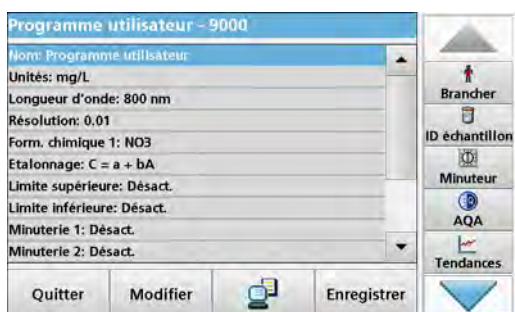 Programme utilisateur - 9000
Nom: Programme utilisateur
Unités: mg/L
Longueur d'onde: 800 nm
Résolution: 0.01
Form. chimique 1: NO3
Etalonnage: C = a + bA
Limite supérieure: Désact.
Limite inférieure: Désact.
Minuterie 1: Désact.
Minuterie 2: Désact.
Quitter
Modifier
Enregistrer
Brancher
ID échantillon
Minuteur
AQA
Tendances